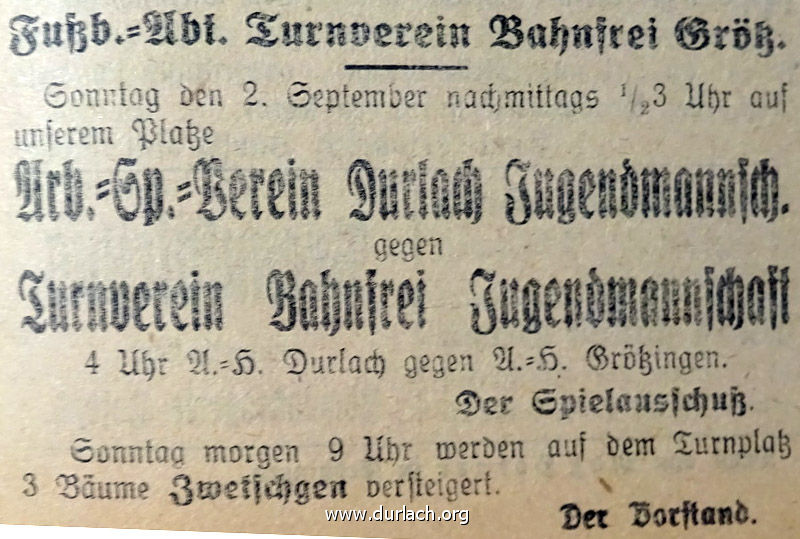 Fußb.=Abt. Turnverein Bahnfrei Grötz.
Sonntag den 2. September nachmittags 1/23 Uhr auf
unserem Platze
Arb.=Sp.=Verein Durlach Jugendmannsch.
gegen
Turnverein Bahnfrei Jugendmannschaft
4 Uhr A.=H. Durlach gegen A.=H. Grötzingen.
Der Spielausschuß.
Sonntag morgen 9 Uhr werden auf dem Turnplatz
3 Bäume Zwetschgen versteigert.
Der Vorstand.
www.durlach.org